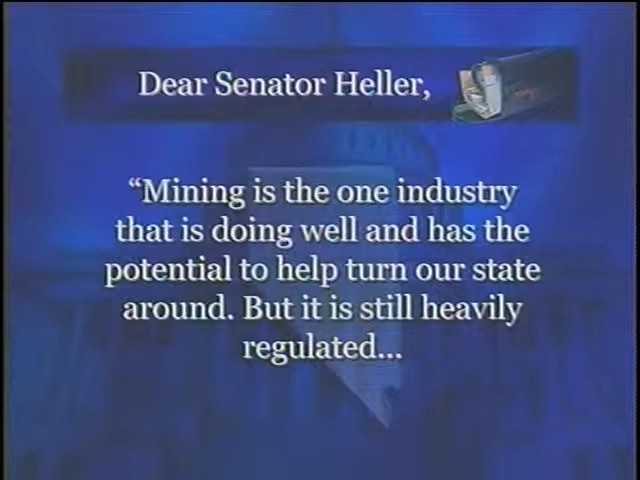 Dear Senator Heller,
“Mining is the one industry
that is doing well and has the
potential to help turn our state
around. But it is still heavily
regulated...